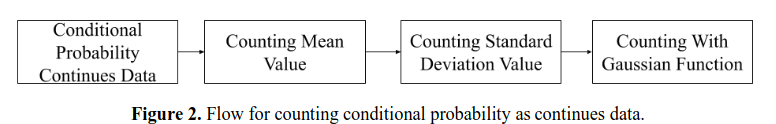 Conditional
Probability
Continues Data
Counting Mean
Value
Counting Standard
Deviation Value
Counting With
Gaussian Function
Figure 2. Flow for counting conditional probability as continues data.